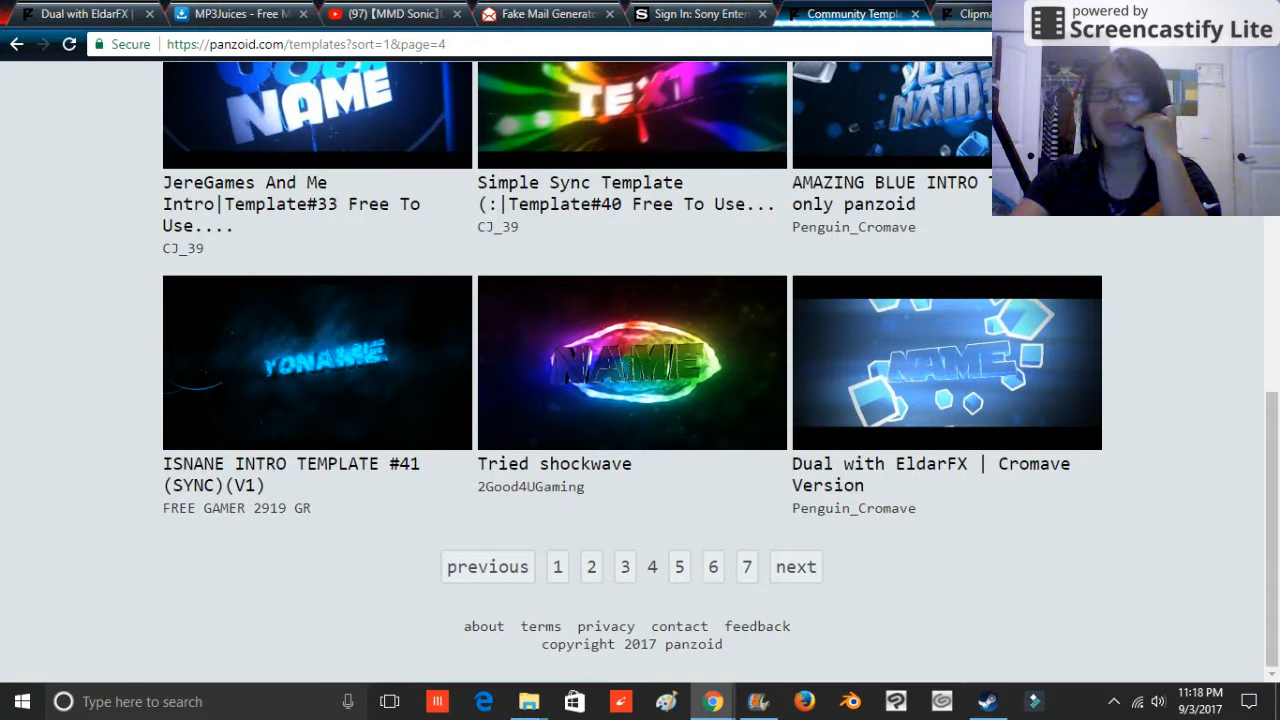 Dual with EldarFX |
MP3Juices - Free M
(97) 【MMD Sonic】
Fake Mail Generato
Sign In: Sony Enter
Community Templ
Clipm
powered by
Screencastify Lite
Secure
https://panzoid.com/templates?sort=1&page=4
NAME
TEXT
YOUR
NAME
JereGames And Me
Intro|Template#33 Free To
Use....
CJ_39
Simple Sync Template
(:|Template#40 Free To Use...
CJ_39
AMAZING BLUE INTRO
only panzoid
Penguin_Cromave
YONAME
NAME
NAME
ISNANE INTRO TEMPLATE #41
(SYNC)(V1)
FREE GAMER 2919 GR
Tried shockwave
2Good4UGaming
Dual with EldarFX | Cromave
Version
Penguin_Cromave
previous 1 2 3 4 5 6 7 next
about terms privacy contact feedback
copyright 2017 panzoid
Type here to search
11:18 PM
9/3/2017